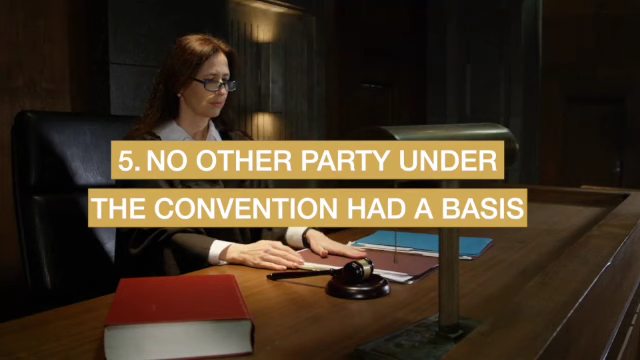 5. NO OTHER PARTY UNDER
THE CONVENTION HAD A BASIS